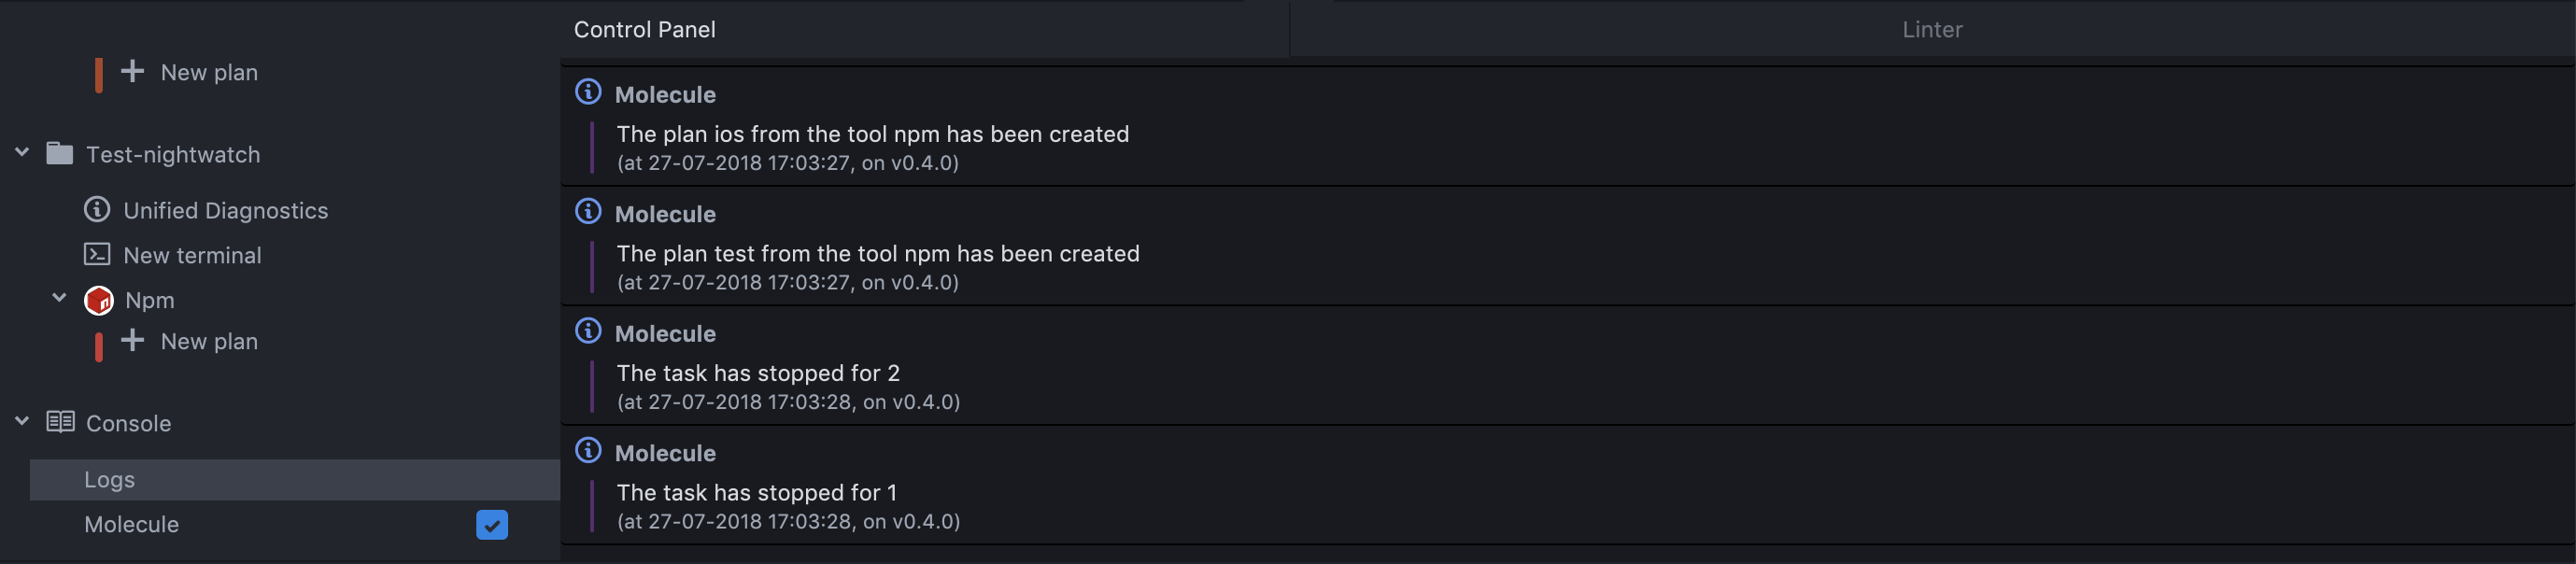 Control Panel
Linter
New plan
Test-nightwatch
Unified Diagnostics
New terminal
Npm
New plan
Console
Logs
Molecule
Molecule
The plan ios from the tool npm has been created
(at 27-07-2018 17:03:27, on v0.4.0)
Molecule
The plan test from the tool npm has been created
(at 27-07-2018 17:03:27, on v0.4.0)
Molecule
The task has stopped for 2
(at 27-07-2018 17:03:28, on v0.4.0)
Molecule
The task has stopped for 1
(at 27-07-2018 17:03:28, on v0.4.0)